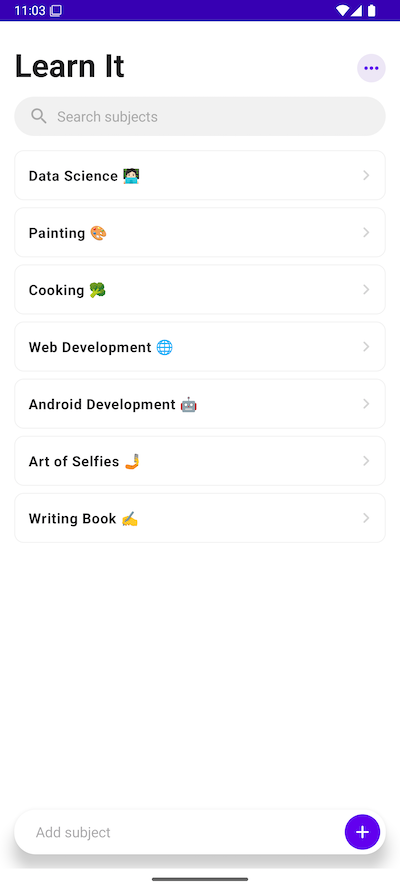 11:03
Learn It
Search subjects
Data Science 🧑🏻‍💻
Painting 🎨
Cooking 🥦
Web Development 🌐
Android Development 🤖
Art of Selfies 🤳
Writing Book ✍️
Add subject